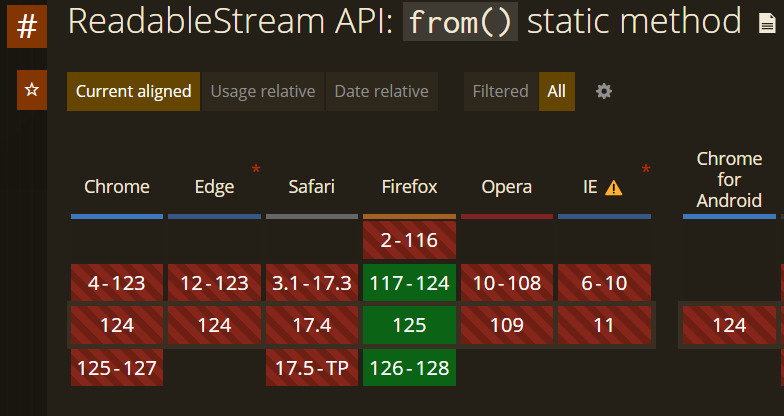 #
ReadableStream API: from() static method
☆
Current aligned Usage relative Date relative Filtered All
Chrome Edge * Safari Firefox Opera IE * Chrome for Android
2-116
4-123 12-123 3.1-17.3 117-124 10-108 6-10
124 124 17.4 125 109 11 124
125-127 17.5-TP 126-128